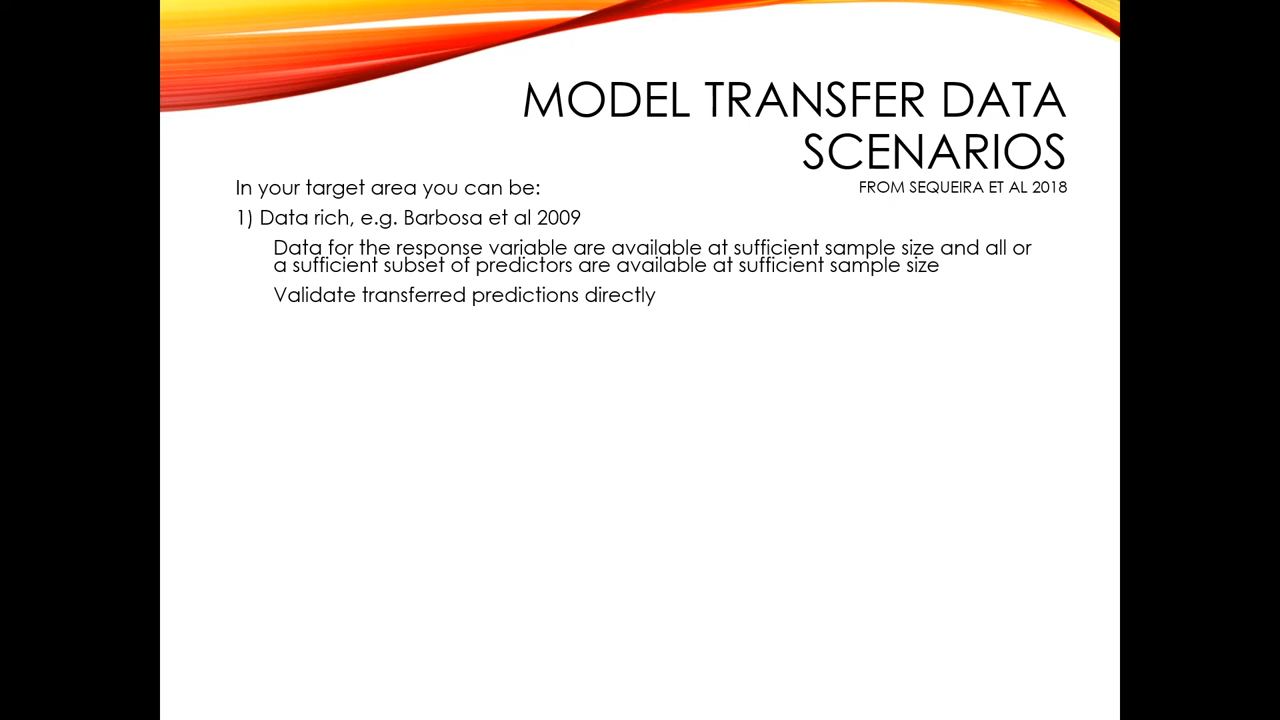 MODEL TRANSFER DATA
SCENARIOS
FROM SEQUEIRA ET AL 2018
In your target area you can be:
1) Data rich, e.g. Barbosa et al 2009
Data for the response variable are available at sufficient sample size and all or
a sufficient subset of predictors are available at sufficient sample size
Validate transferred predictions directly